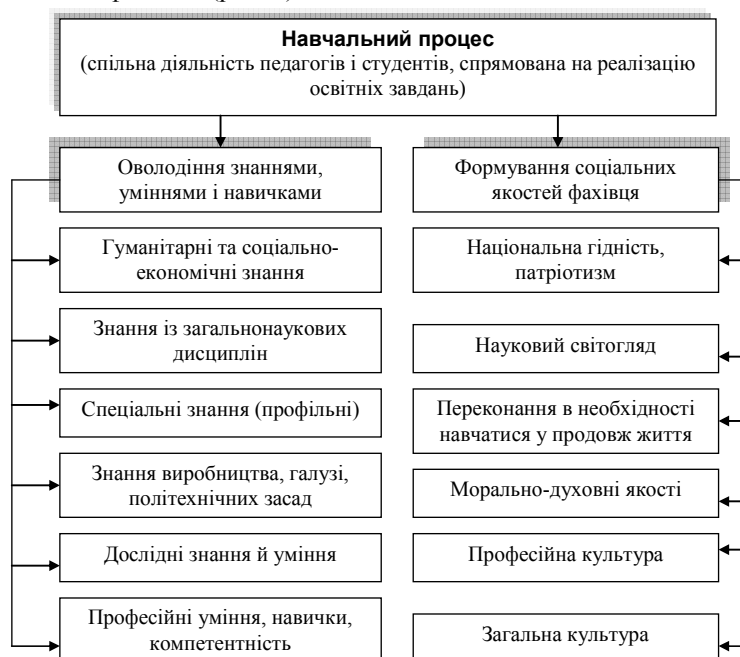 Навчальний процес
(спільна діяльність педагогів і студентів, спрямована на реалізацію
освітніх завдань)
Оволодіння знаннями,
уміннями і навичками
Гуманітарні та соціально-
економічні знання
Знання із загальнонаукових
дисциплін
Спеціальні знання (профільні)
Знання виробництва, галузі,
політехнічних засад
Дослідні знання й уміння
Професійні уміння, навички,
компетентність
Формування соціальних
якостей фахівця
Національна гідність,
патріотизм
Науковий світогляд
Переконання в необхідності
навчатися у продовж життя
Морально-духовні якості
Професійна культура
Загальна культура